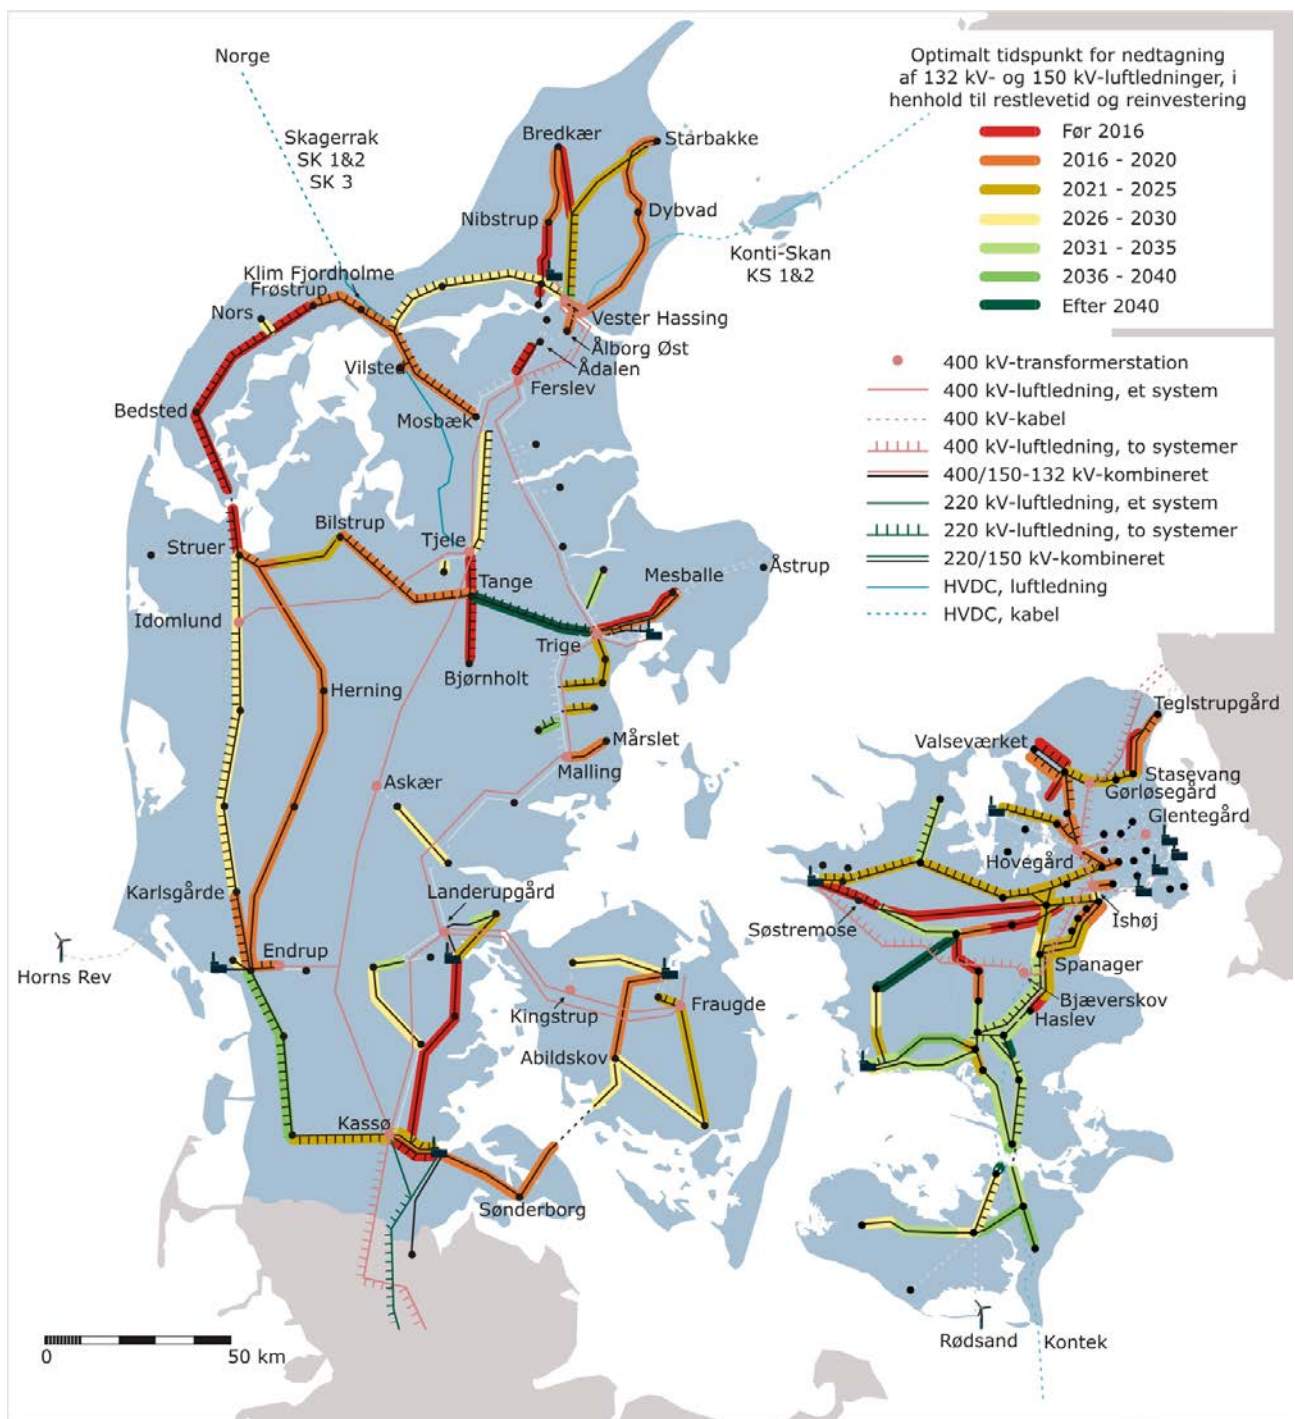 Norge
Skagerrak
SK 1&2
SK 3
Optimalt tidspunkt for nedtagning
af 132 kV- og 150 kV-luftledninger, i
henhold til restlevetid og reinvestering
Før 2016
2016 - 2020
2021 - 2025
2026 - 2030
2031 - 2035
2036 - 2040
Efter 2040
400 kV-transformerstation
400 kV-luftledning, et system
400 kV-kabel
400 kV-luftledning, to systemer
400/150-132 kV-kombineret
220 kV-luftledning, et system
220 kV-luftledning, to systemer
220/150 kV-kombineret
HVDC, luftledning
HVDC, kabel
Bredkær
Starbakke
Nibstrup
Dybvad
Konti-Skan
KS 1&2
Klim Fjordholme
Frøstrup
Nors
Vester Hassing
Ålborg Øst
Ådalen
Vilsted
Ferslev
Bedsted
Mosbæk
Bilstrup
Struer
Tjele
Tange
Mesballe
Åstrup
Idomlund
Trige
Bjørnholt
Herning
Mårslet
Malling
Askær
Karlsgårde
Landerupgård
Endrup
Horns Rev
Kingstrup
Fraugde
Abildskov
Kassø
Sønderborg
Teglstrupgård
Valseværket
Stasevang
Gørløsegård
Glentegård
Hovegård
Søstremose
Ishøj
Spanager
Bjæverskov
Haslev
Rødsand
Kontek
0
50 km